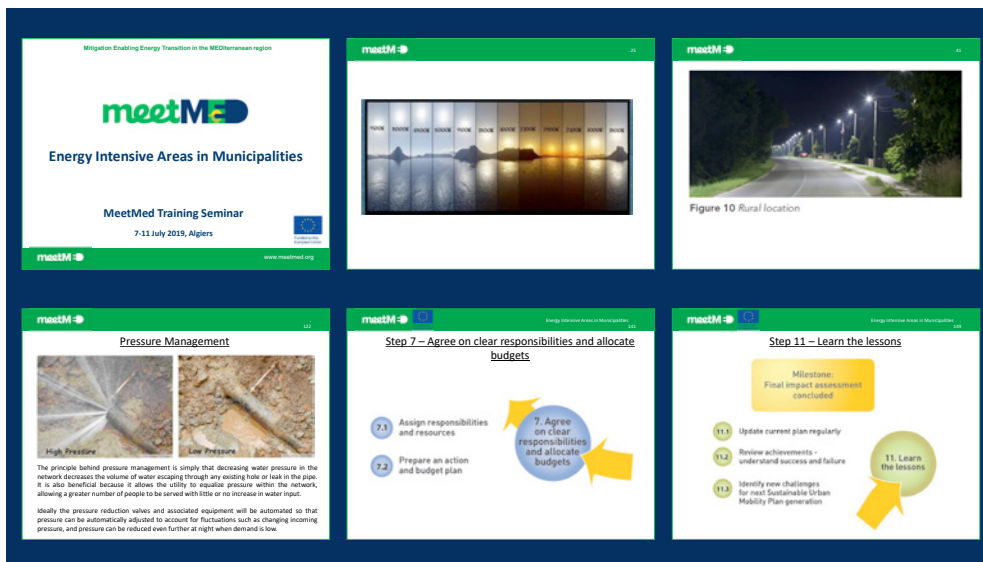 Mitigation Enabling Energy Transition in the MEDiterranean region
meetMED
Energy Intensive Areas in Municipalities
MeetMed Training Seminar
7-11 July 2019, Algiers
meetM
www.meetmed.org
meetM
meetM
Figure 10 Rural location
meetM
122
Pressure Management
High Pressure
Low Pressure
The principle behind pressure management is simply that decreasing water pressure in the
network decreases the volume of water escaping through any existing hole or leak in the pipe.
It is also beneficial because it allows the utility to equalize pressure within the network,
allowing a greater number of people to be served with little or no increase in water input.
Ideally the pressure reduction valves and associated equipment will be automated so that
pressure can be automatically adjusted to account for fluctuations such as changing incoming
pressure, and pressure can be reduced even further at night when demand is low.
meetM
Energy Intensive Areas in Municipalities
141
Step 7 – Agree on clear responsibilities and allocate
budgets
7.1 Assign responsibilities
and resources
7.2 Prepare an action
and budget plan
7. Agree
on clear
responsibilities
and allocate
budgets
meetM
Energy Intensive Areas in Municipalities
149
Step 11 – Learn the lessons
Milestone:
Final impact assessment
concluded
11.1 Update current plan regularly
11.2 Review achievements -
understand success and failure
11.3 Identify new challenges
for next Sustainable Urban
Mobility Plan generation
11. Learn
the lessons